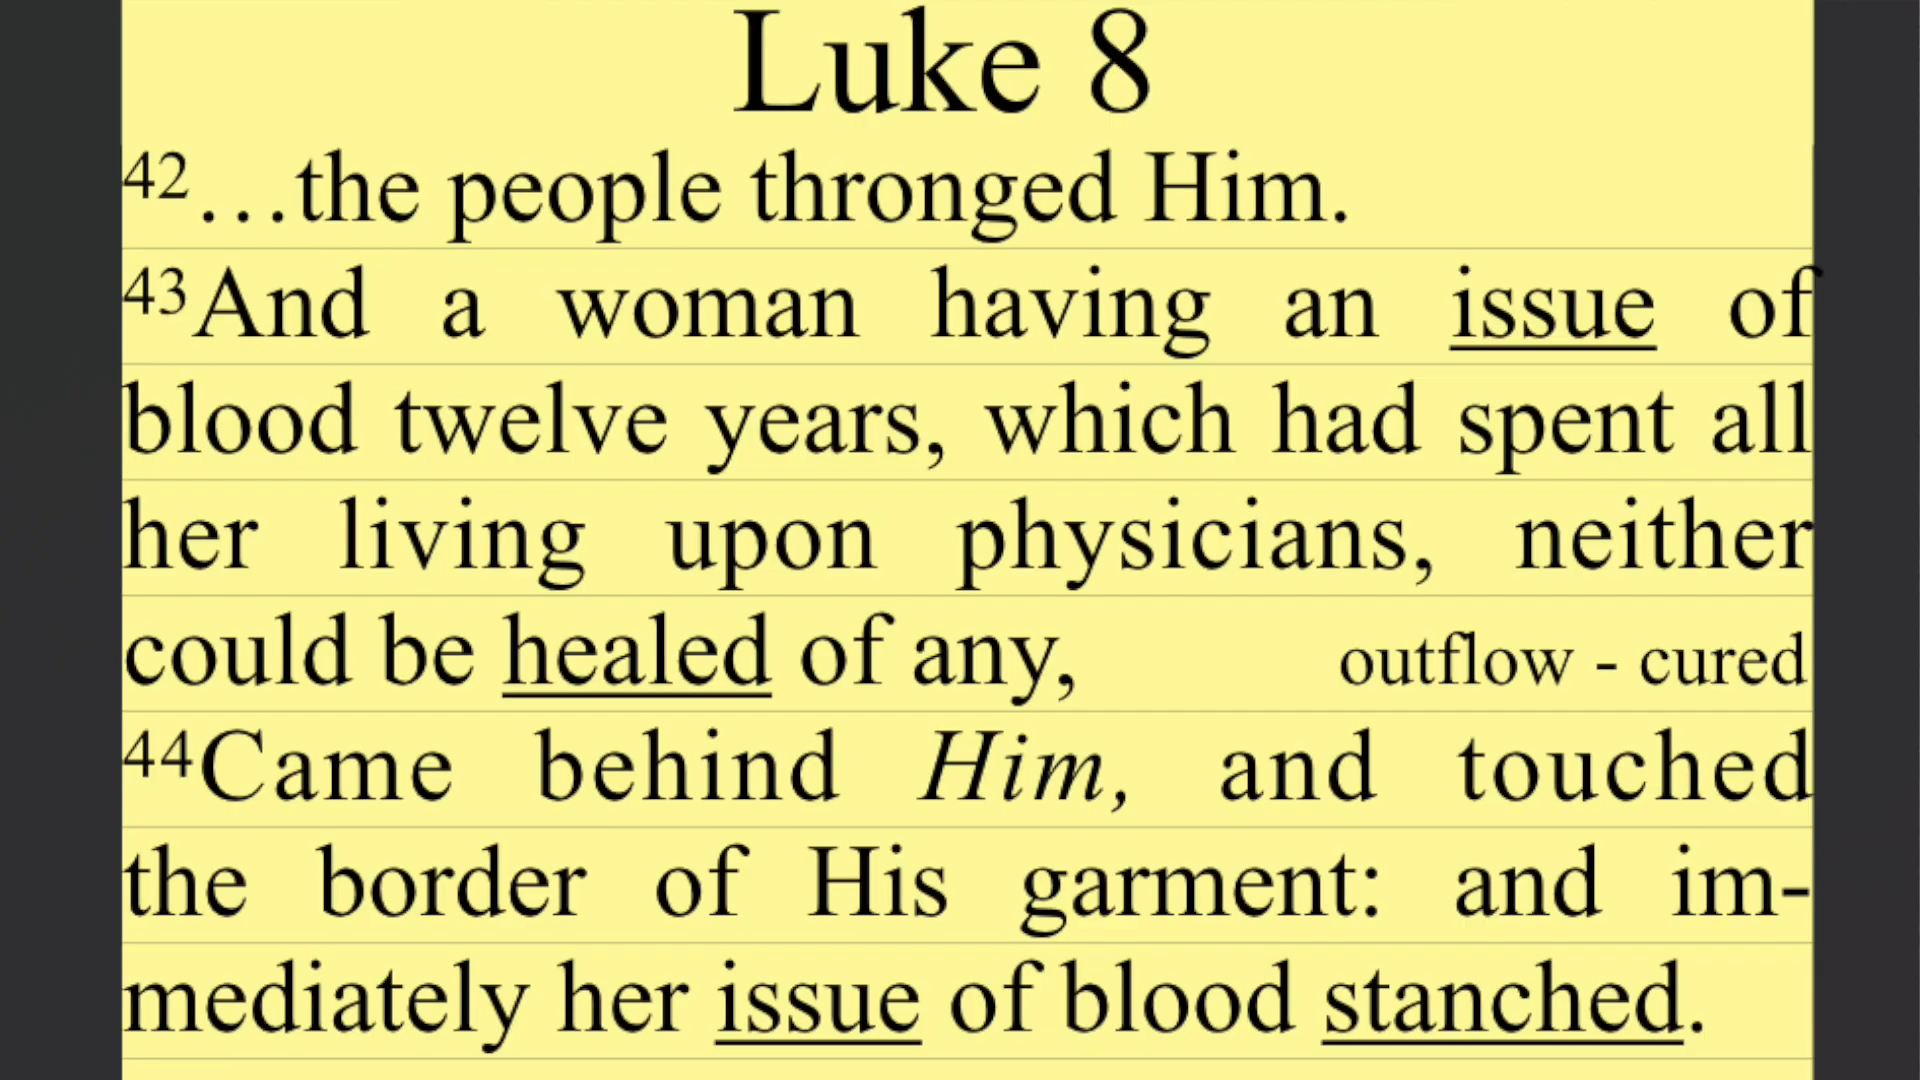 Luke 8
42…the people thronged Him.
43And a woman having an issue of
blood twelve years, which had spent all
her living upon physicians, neither
could be healed of any, outflow - cured
44Came behind Him, and touched
the border of His garment: and im-
mediately her issue of blood stanched.